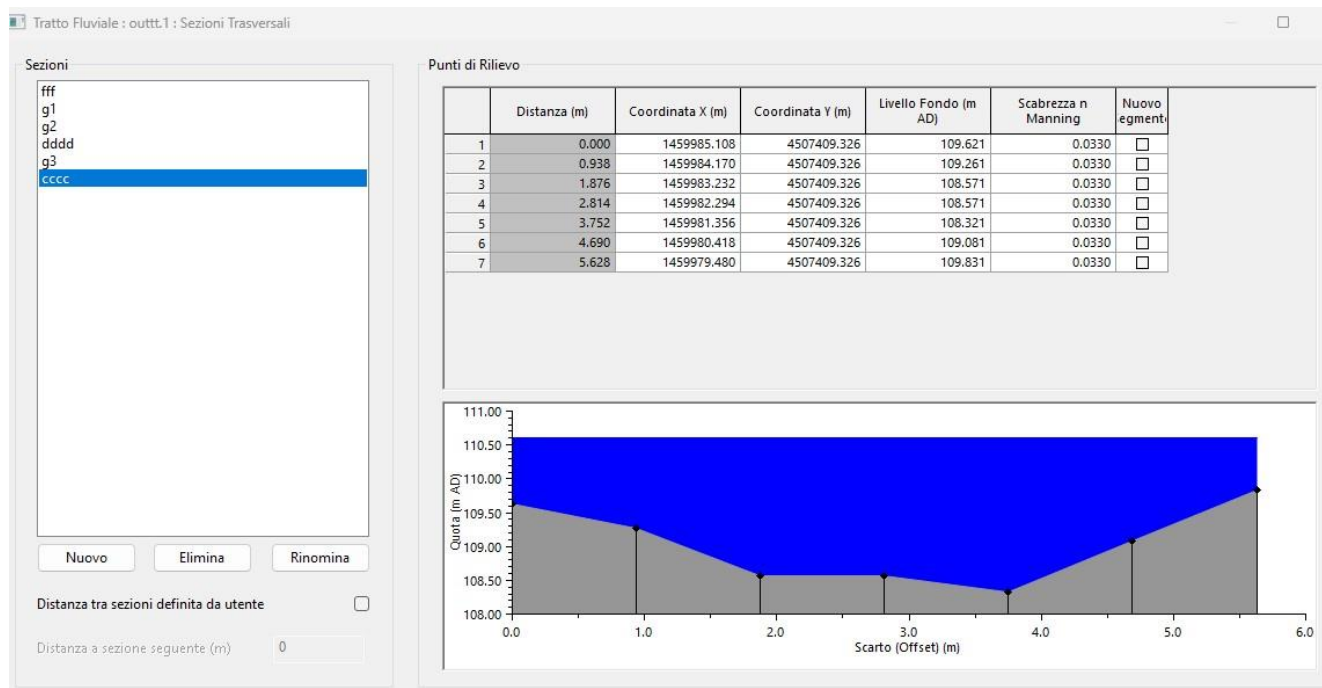 Tratto Fluviale : outtt.1 : Sezioni Trasversali
Sezioni
fff
g1
g2
dddd
g3
cccc
Nuovo Elimina Rinomina
Distanza tra sezioni definita da utente
Distanza a sezione seguente (m) 0
Punti di Rilievo
Distanza (m) Coordinata X (m) Coordinata Y (m) Livello Fondo (m AD) Scabrezza n Manning Nuovo egment
1 0.000 1459985.108 4507409.326 109.621 0.0330
2 0.938 1459984.170 4507409.326 109.261 0.0330
3 1.876 1459983.232 4507409.326 108.571 0.0330
4 2.814 1459982.294 4507409.326 108.571 0.0330
5 3.752 1459981.356 4507409.326 108.321 0.0330
6 4.690 1459980.418 4507409.326 109.081 0.0330
7 5.628 1459979.480 4507409.326 109.831 0.0330
Quota (m AD)
111.00
110.50
110.00
109.50
109.00
108.50
108.00
0.0 1.0 2.0 3.0 4.0 5.0 6.0
Scarto (Offset) (m)